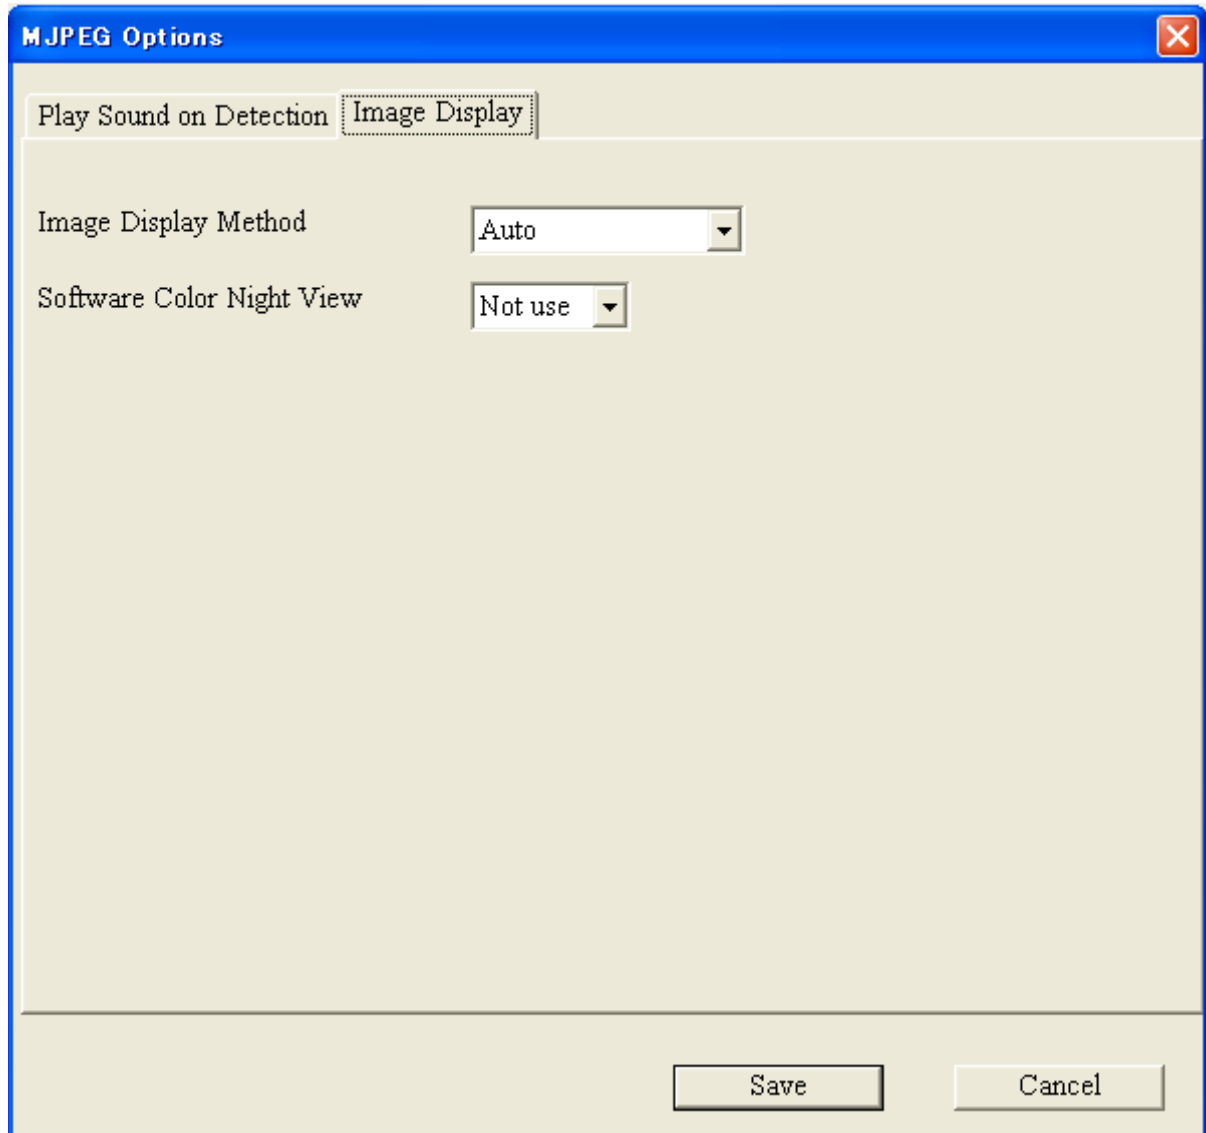 MJPEG Options
Play Sound on Detection Image Display
Image Display Method Auto
Software Color Night View Not use
Save Cancel